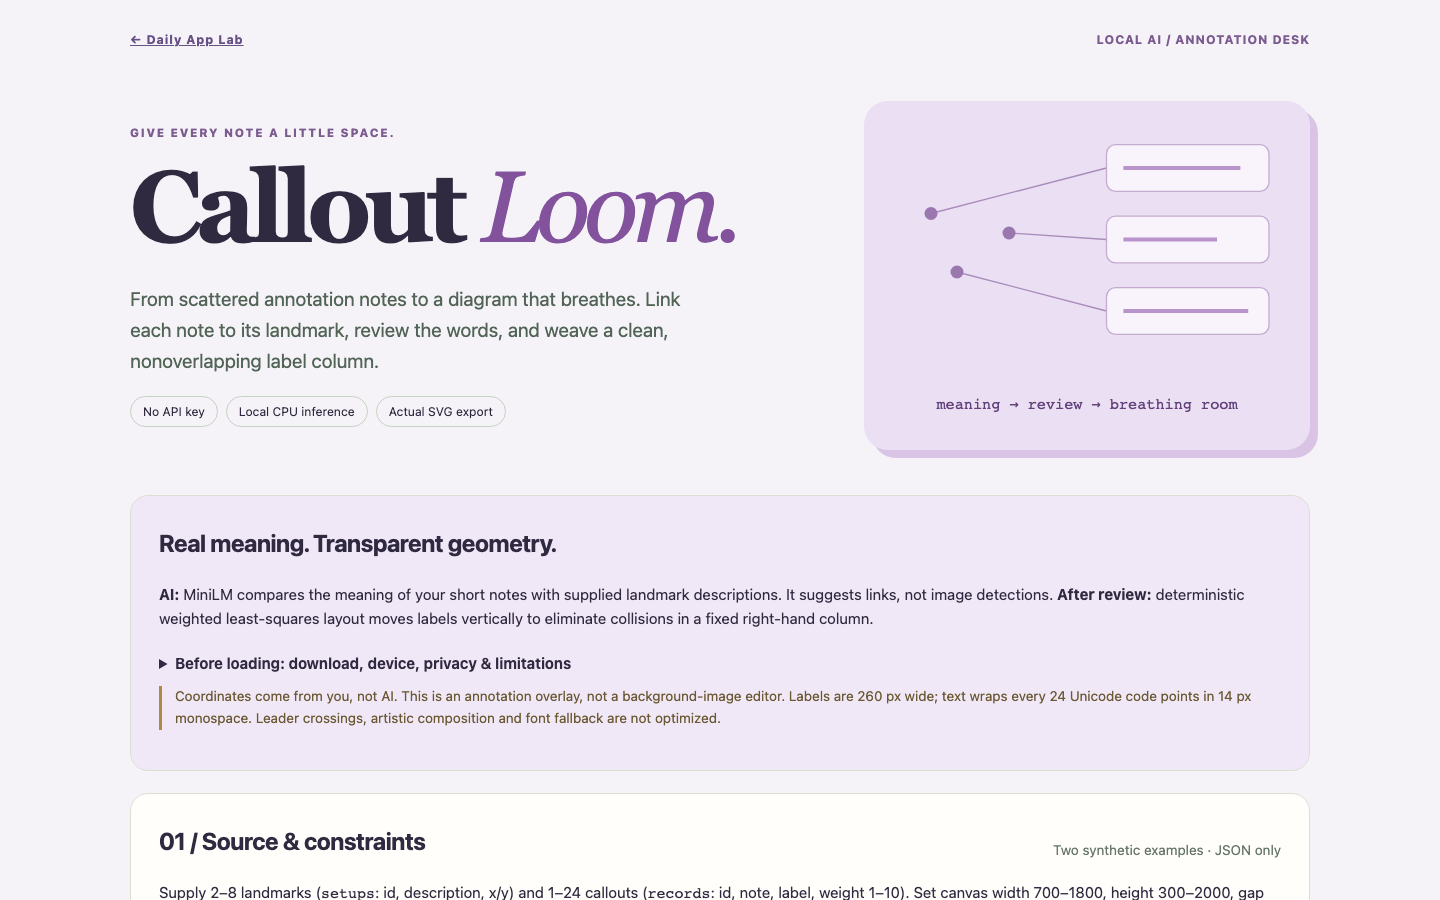 ← Daily App Lab
LOCAL AI / ANNOTATION DESK
GIVE EVERY NOTE A LITTLE SPACE.
Callout Loom.
From scattered annotation notes to a diagram that breathes. Link
each note to its landmark, review the words, and weave a clean,
nonoverlapping label column.
No API key
Local CPU inference
Actual SVG export
meaning → review → breathing room
Real meaning. Transparent geometry.
AI: MiniLM compares the meaning of your short notes with supplied landmark descriptions. It suggests links, not image detections. After review: deterministic
weighted least-squares layout moves labels vertically to eliminate collisions in a fixed right-hand column.
▶ Before loading: download, device, privacy & limitations
Coordinates come from you, not AI. This is an annotation overlay, not a background-image editor. Labels are 260 px wide; text wraps every 24 Unicode code points in 14 px
monospace. Leader crossings, artistic composition and font fallback are not optimized.
01 / Source & constraints
Two synthetic examples · JSON only
Supply 2–8 landmarks (setups: id, description, x/y) and 1–24 callouts (records: id, note, label, weight 1–10). Set canvas width 700–1800, height 300–2000, gap